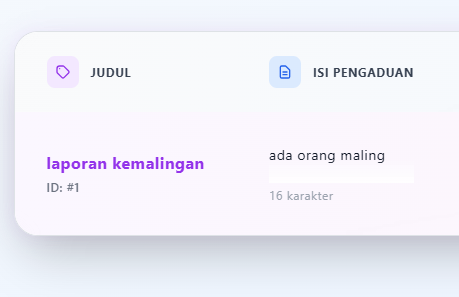 JUDUL
ISI PENGADUAN
laporan kemalingan
ID: #1
ada orang maling
16 karakter